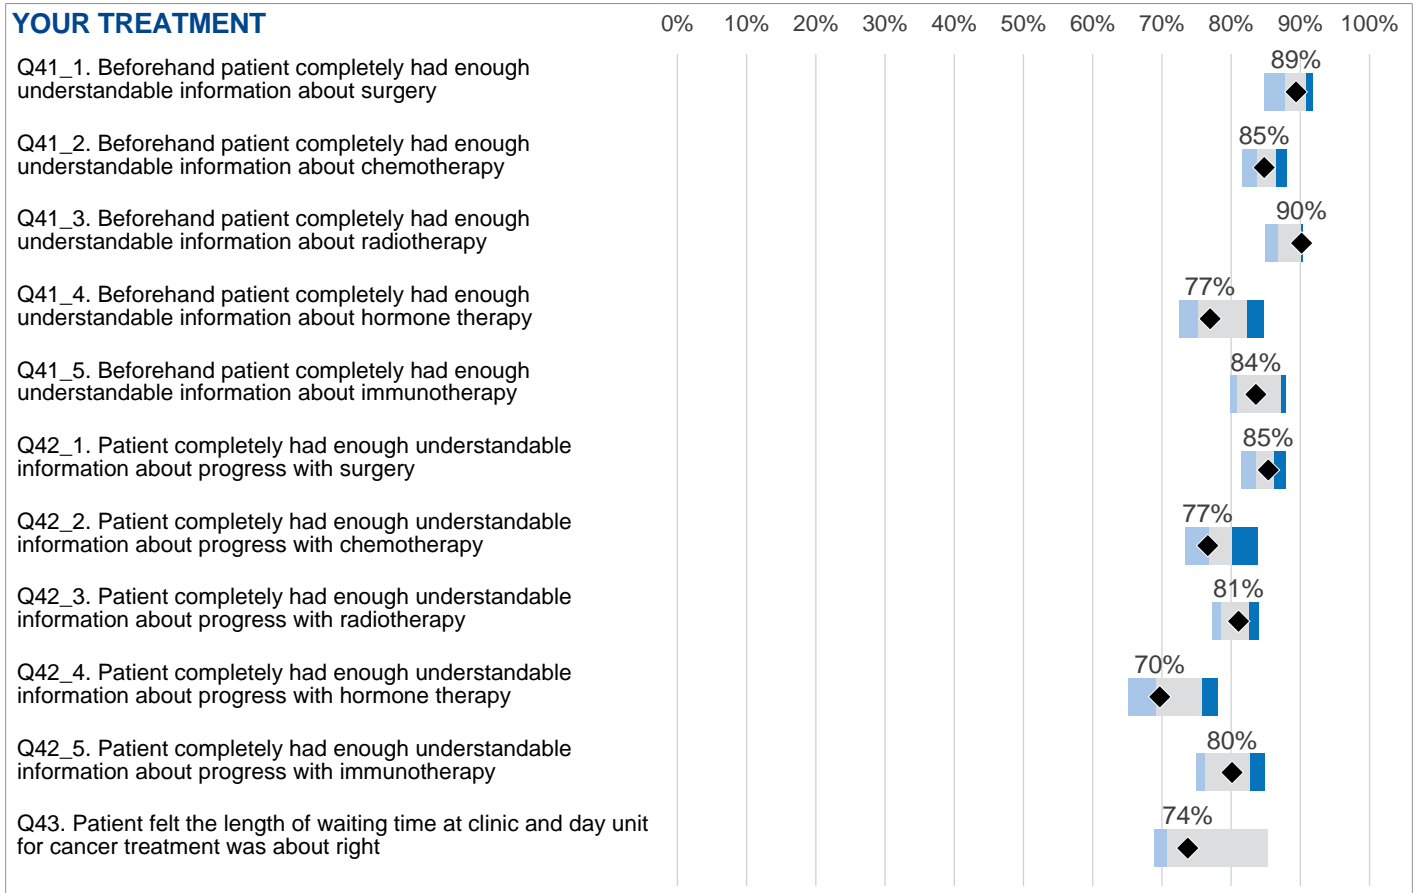 YOUR TREATMENT
0% 10% 20% 30% 40% 50% 60% 70% 80% 90% 100%
Q41_1. Beforehand patient completely had enough
understandable information about surgery
89%
Q41_2. Beforehand patient completely had enough
understandable information about chemotherapy
85%
Q41_3. Beforehand patient completely had enough
understandable information about radiotherapy
90%
Q41_4. Beforehand patient completely had enough
understandable information about hormone therapy
77%
Q41_5. Beforehand patient completely had enough
understandable information about immunotherapy
84%
Q42_1. Patient completely had enough understandable
information about progress with surgery
85%
Q42_2. Patient completely had enough understandable
information about progress with chemotherapy
77%
Q42_3. Patient completely had enough understandable
information about progress with radiotherapy
81%
Q42_4. Patient completely had enough understandable
information about progress with hormone therapy
70%
Q42_5. Patient completely had enough understandable
information about progress with immunotherapy
80%
Q43. Patient felt the length of waiting time at clinic and day unit
for cancer treatment was about right
74%